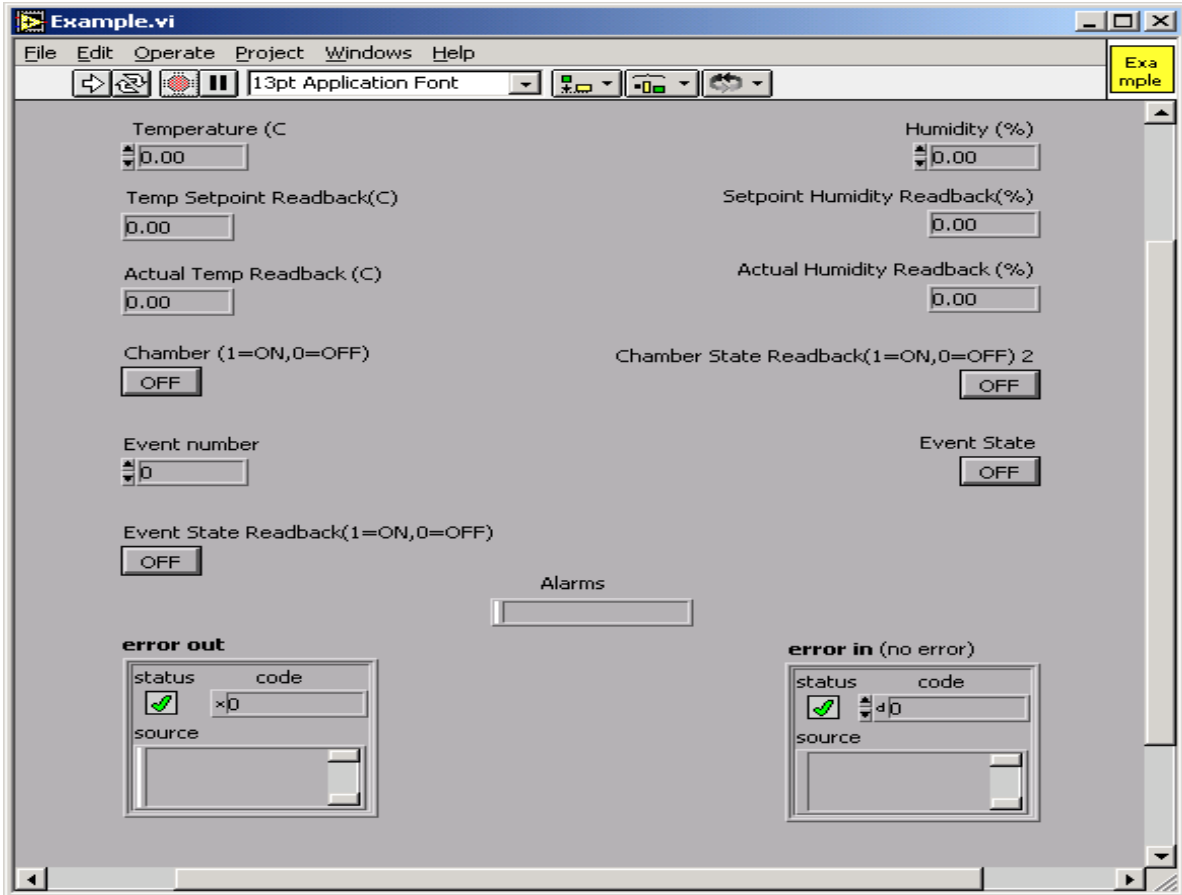 Example.vi
File Edit Operate Project Windows Help
Exa
mple
13pt Application Font
Temperature (C
0.00
Humidity (%)
0.00
Temp Setpoint Readback(C)
0.00
Setpoint Humidity Readback(%)
0.00
Actual Temp Readback (C)
0.00
Actual Humidity Readback (%)
0.00
Chamber (1=ON,0=OFF)
OFF
Chamber State Readback(1=ON,0=OFF) 2
OFF
Event number
0
Event State
OFF
Event State Readback(1=ON,0=OFF)
OFF
Alarms
error out
status code
x0
source
error in (no error)
status code
d0
source